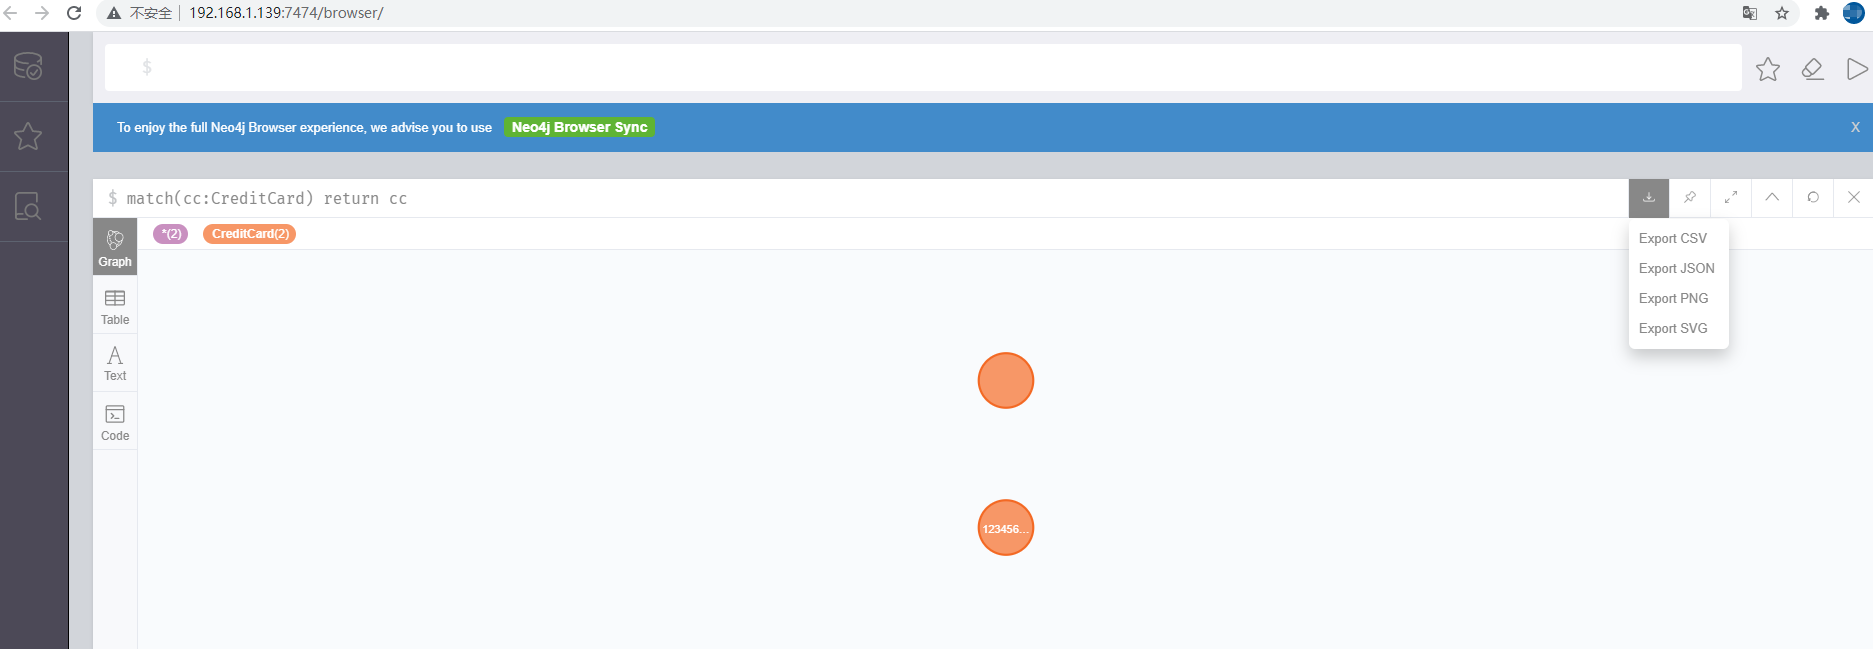 不安全 192.168.1.139:7474/browser/
$
To enjoy the full Neo4j Browser experience, we advise you to use Neo4j Browser Sync X
$ match(cc:CreditCard) return cc
*(2) CreditCard(2)
Graph
Table
Text
Code
Export CSV
Export JSON
Export PNG
Export SVG
123456...